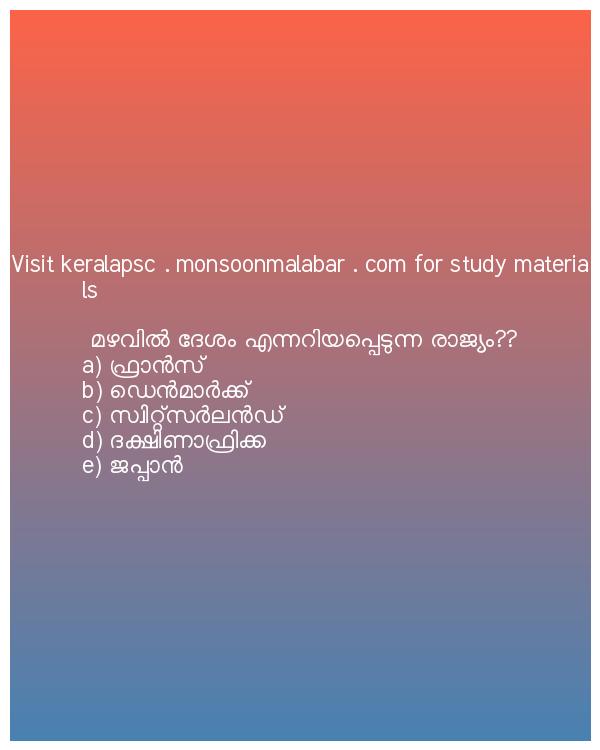 Visit keralapsc . monsoonmalabar . com for study materia
ls
മഴവിൽ ദേശം എന്നറിയപ്പെടുന്ന രാജ്യം??
a) ഫ്രാൻസ്
b) ഡെൻമാർക്ക്
c) സ്വിറ്റ്സർലൻഡ്
d) ദക്ഷിണാഫ്രിക്ക
e) ജപ്പാൻ